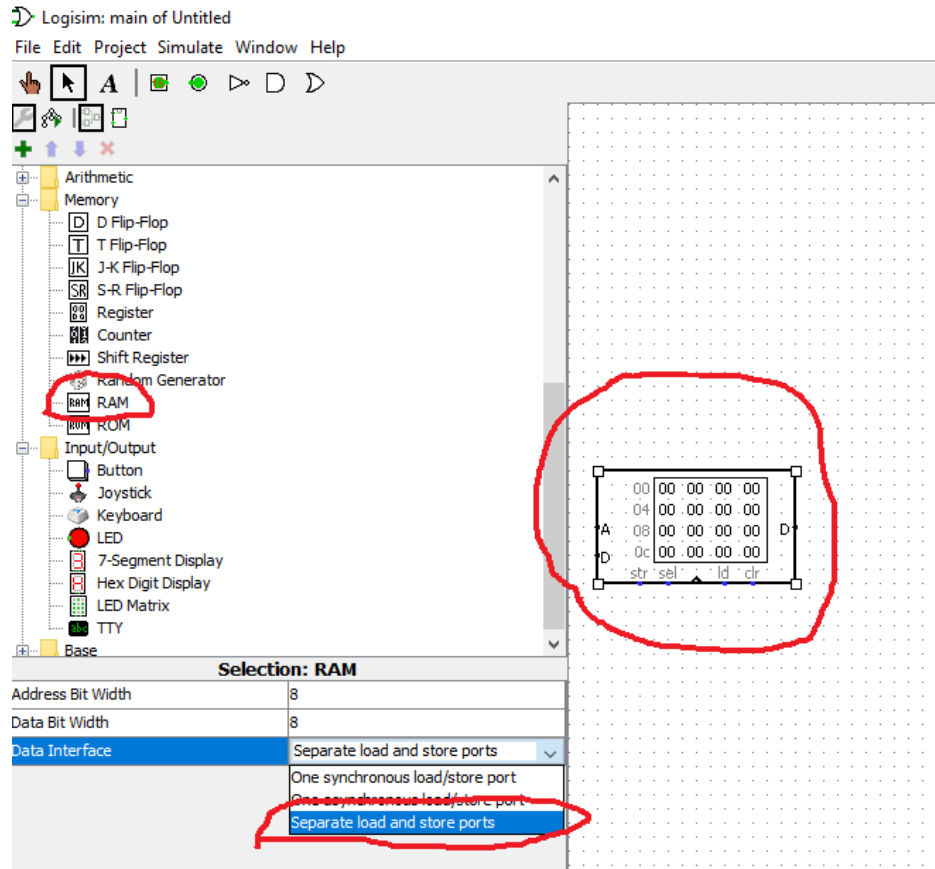 Logisim: main of Untitled
File Edit Project Simulate Window Help
A
Arithmetic
Memory
D D Flip-Flop
T T Flip-Flop
JK J-K Flip-Flop
SR S-R Flip-Flop
Register
Counter
Shift Register
Random Generator
RAM RAM
ROM ROM
Input/Output
Button
Joystick
Keyboard
LED
7-Segment Display
Hex Digit Display
LED Matrix
abc TTY
Base
Selection: RAM
Address Bit Width 8
Data Bit Width 8
Data Interface Separate load and store ports
One synchronous load/store port
One asynchronous load/store port
Separate load and store ports
00 00 00 00 00
04 00 00 00 00
A 08 00 00 00 00 D
D 0c 00 00 00 00
str sel ld clr